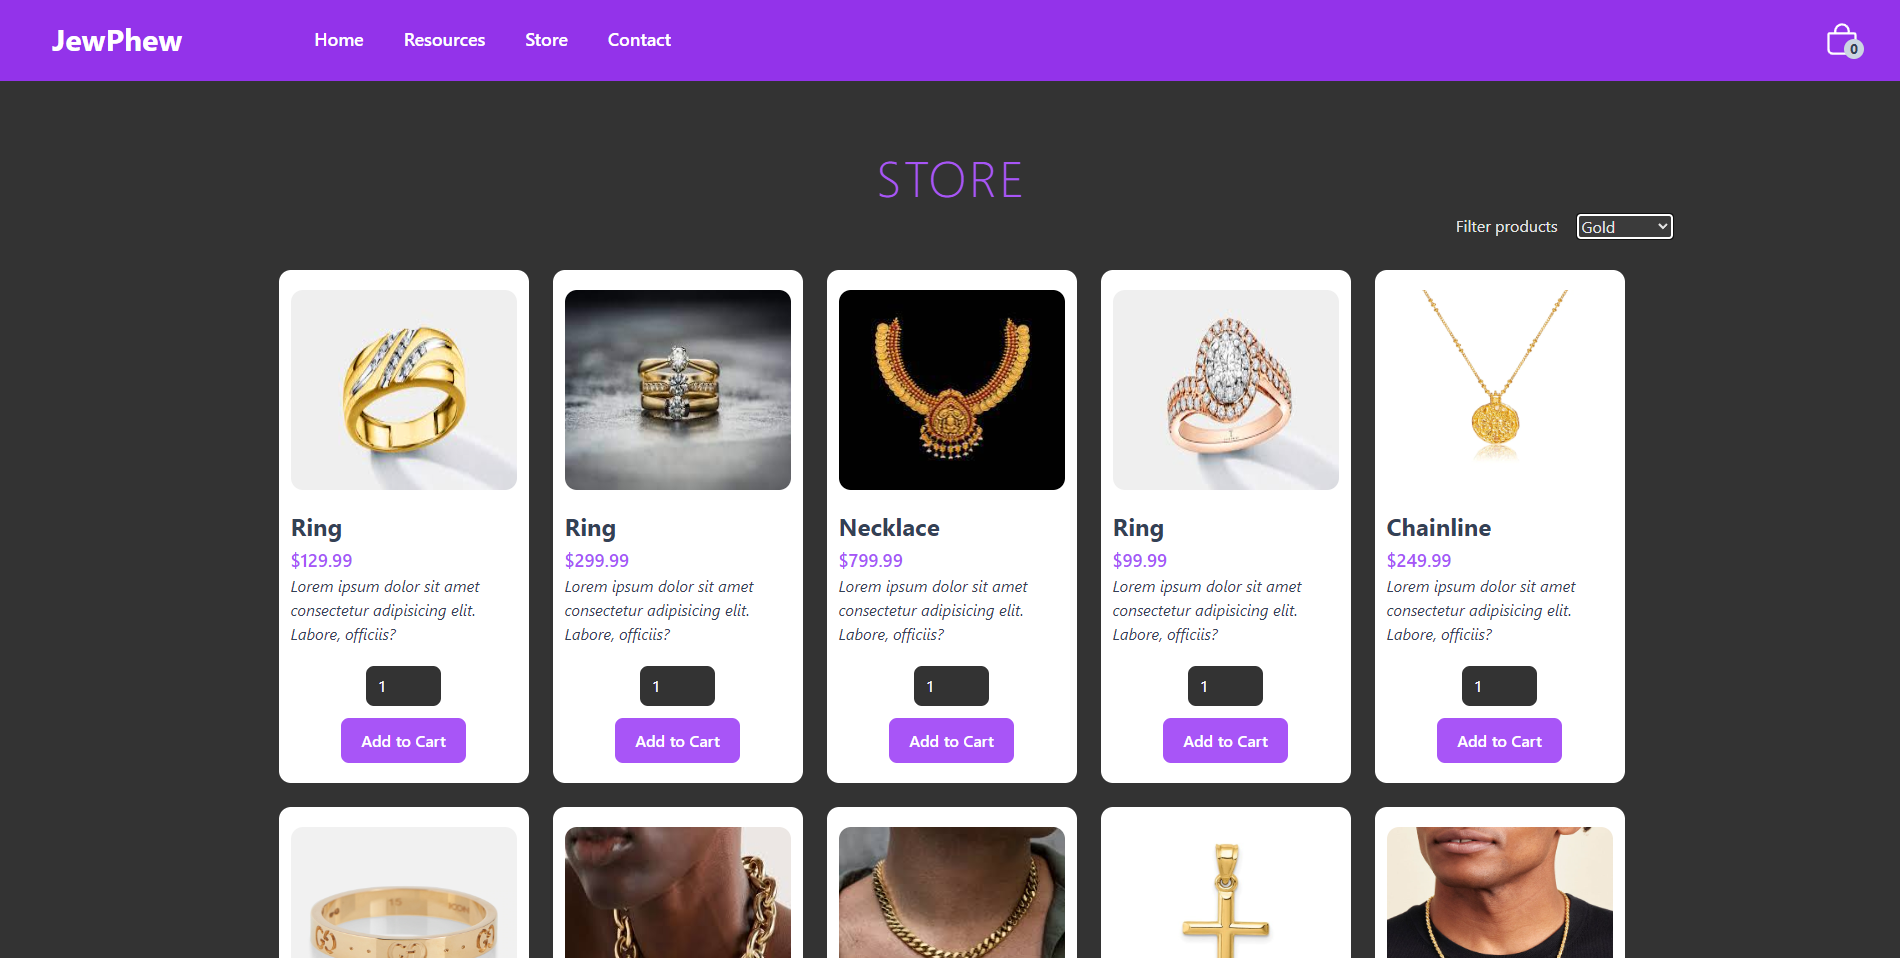 JewPhew
Home
Resources
Store
Contact
0
STORE
Filter products
Gold
Ring
$129.99
Lorem ipsum dolor sit amet
consectetur adipisicing elit.
Labore, officiis?
1
Add to Cart
Ring
$299.99
Lorem ipsum dolor sit amet
consectetur adipisicing elit.
Labore, officiis?
1
Add to Cart
Necklace
$799.99
Lorem ipsum dolor sit amet
consectetur adipisicing elit.
Labore, officiis?
1
Add to Cart
Ring
$99.99
Lorem ipsum dolor sit amet
consectetur adipisicing elit.
Labore, officiis?
1
Add to Cart
Chainline
$249.99
Lorem ipsum dolor sit amet
consectetur adipisicing elit.
Labore, officiis?
1
Add to Cart